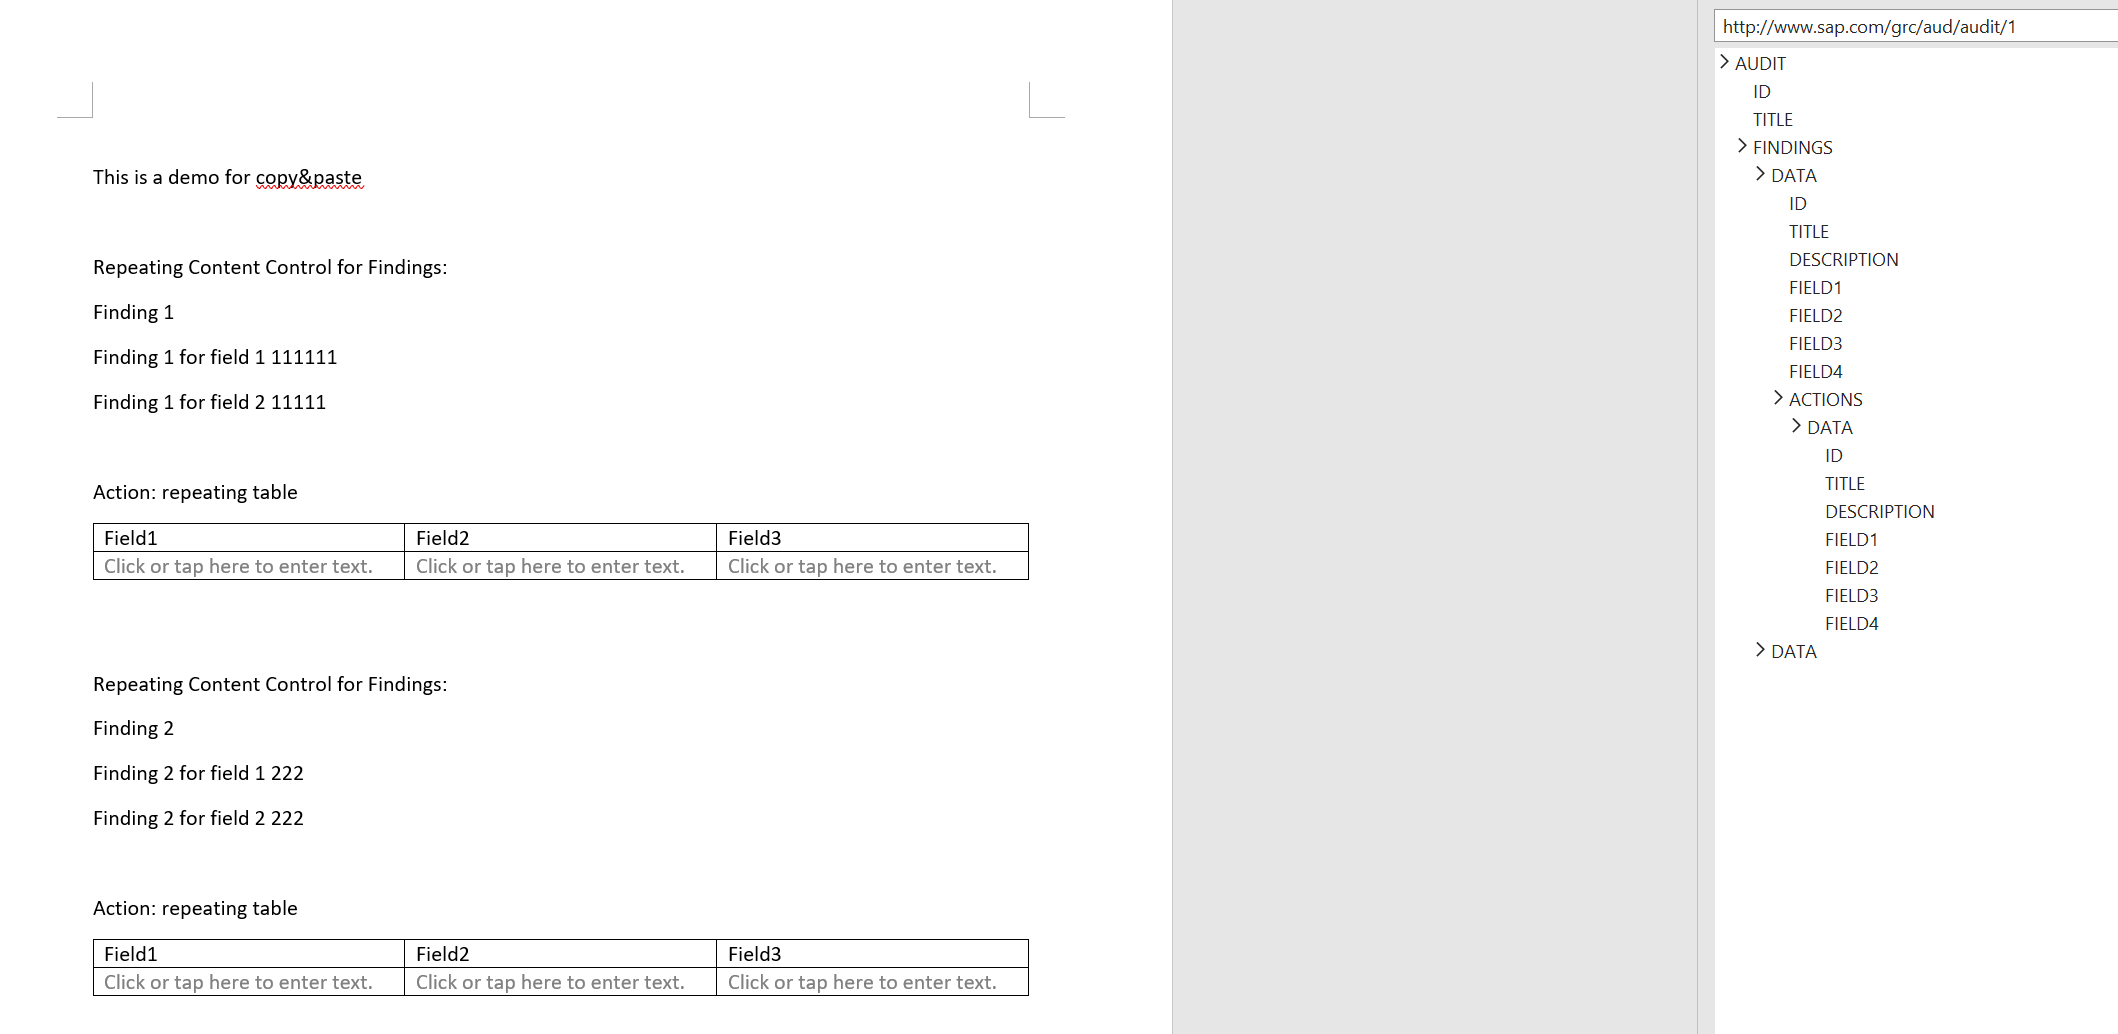 This is a demo for copy&paste
Repeating Content Control for Findings:
Finding 1
Finding 1 for field 1 111111
Finding 1 for field 2 11111
Action: repeating table
Field1 Field2 Field3
Click or tap here to enter text. Click or tap here to enter text. Click or tap here to enter text.
Repeating Content Control for Findings:
Finding 2
Finding 2 for field 1 222
Finding 2 for field 2 222
Action: repeating table
Field1 Field2 Field3
Click or tap here to enter text. Click or tap here to enter text. Click or tap here to enter text.
http://www.sap.com/grc/aud/audit/1
AUDIT
ID
TITLE
FINDINGS
DATA
ID
TITLE
DESCRIPTION
FIELD1
FIELD2
FIELD3
FIELD4
ACTIONS
DATA
ID
TITLE
DESCRIPTION
FIELD1
FIELD2
FIELD3
FIELD4
DATA